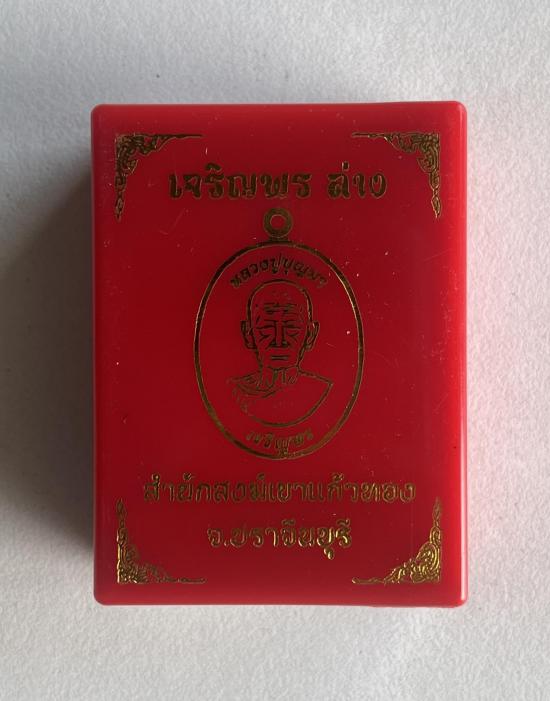 เจริญพร ล่าง
หลวงปู่บุญมา
เจริญพร
สำนักสงฆ์เขาแก้วทอง
จ.ปราจีนบุรี